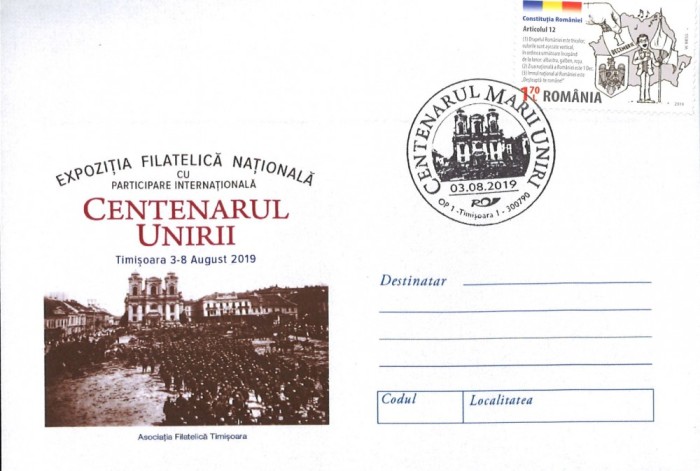 Constituția României
Articolul 12
1.70
L ROMÂNIA
2019
DECEMBRIE
CENTENARUL MARII UNIRI
03.08.2019
OP 1 - Timișoara 1 - 300790
EXPOZIȚIA FILATELICĂ NAȚIONALĂ
CU
PARTICIPARE INTERNAȚIONALĂ
CENTENARUL
UNIRII
Timișoara 3-8 August 2019
Asociația Filatelică Timișoara
Destinatar
Codul
Localitatea